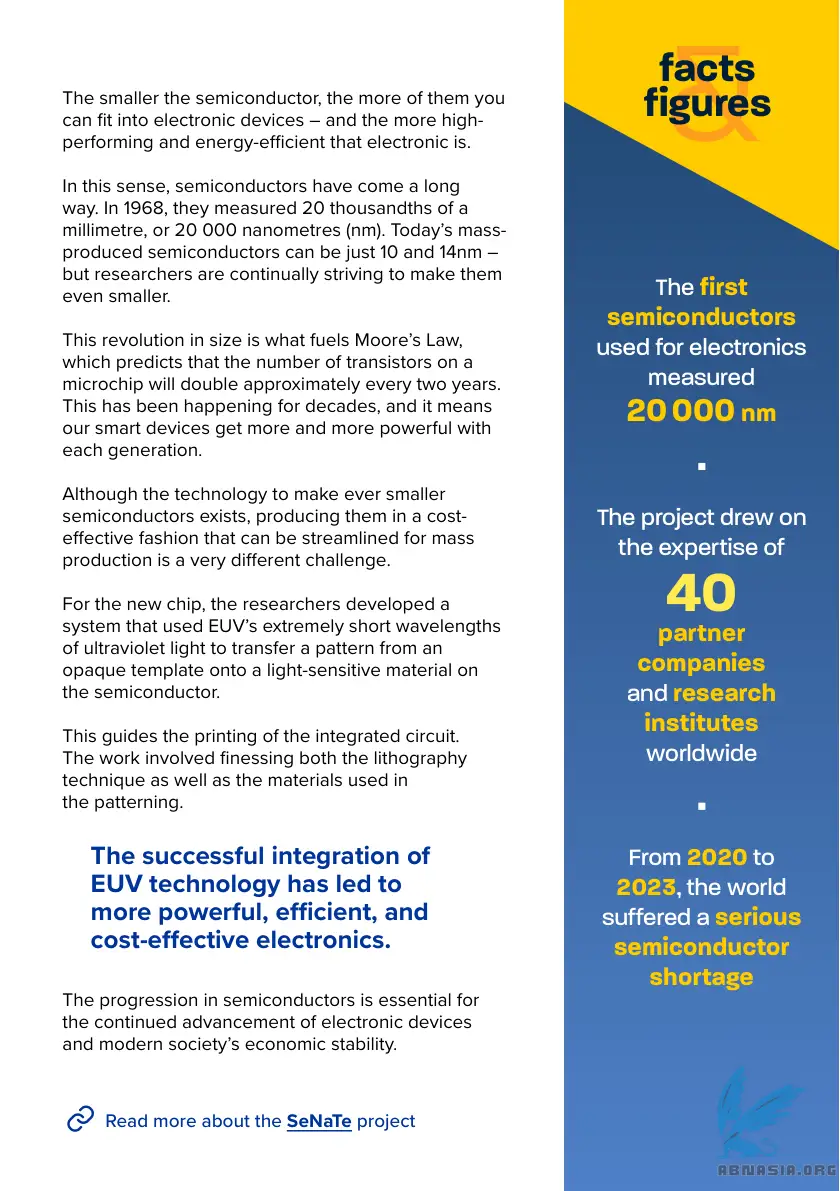 The smaller the semiconductor, the more of them you
can fit into electronic devices – and the more high-
performing and energy-efficient that electronic is.
In this sense, semiconductors have come a long
way. In 1968, they measured 20 thousandths of a
millimetre, or 20 000 nanometres (nm). Today’s mass-
produced semiconductors can be just 10 and 14nm –
but researchers are continually striving to make them
even smaller.
This revolution in size is what fuels Moore’s Law,
which predicts that the number of transistors on a
microchip will double approximately every two years.
This has been happening for decades, and it means
our smart devices get more and more powerful with
each generation.
Although the technology to make ever smaller
semiconductors exists, producing them in a cost-
effective fashion that can be streamlined for mass
production is a very different challenge.
For the new chip, the researchers developed a
system that used EUV’s extremely short wavelengths
of ultraviolet light to transfer a pattern from an
opaque template onto a light-sensitive material on
the semiconductor.
This guides the printing of the integrated circuit.
The work involved finessing both the lithography
technique as well as the materials used in
the patterning.
The successful integration of
EUV technology has led to
more powerful, efficient, and
cost-effective electronics.
The progression in semiconductors is essential for
the continued advancement of electronic devices
and modern society’s economic stability.
Read more about the SeNaTe project
facts
&
figures
The first
semiconductors
used for electronics
measured
20 000 nm
The project drew on
the expertise of
40
partner
companies
and research
institutes
worldwide
From 2020 to
2023, the world
suffered a serious
semiconductor
shortage
ABNASIA.ORG